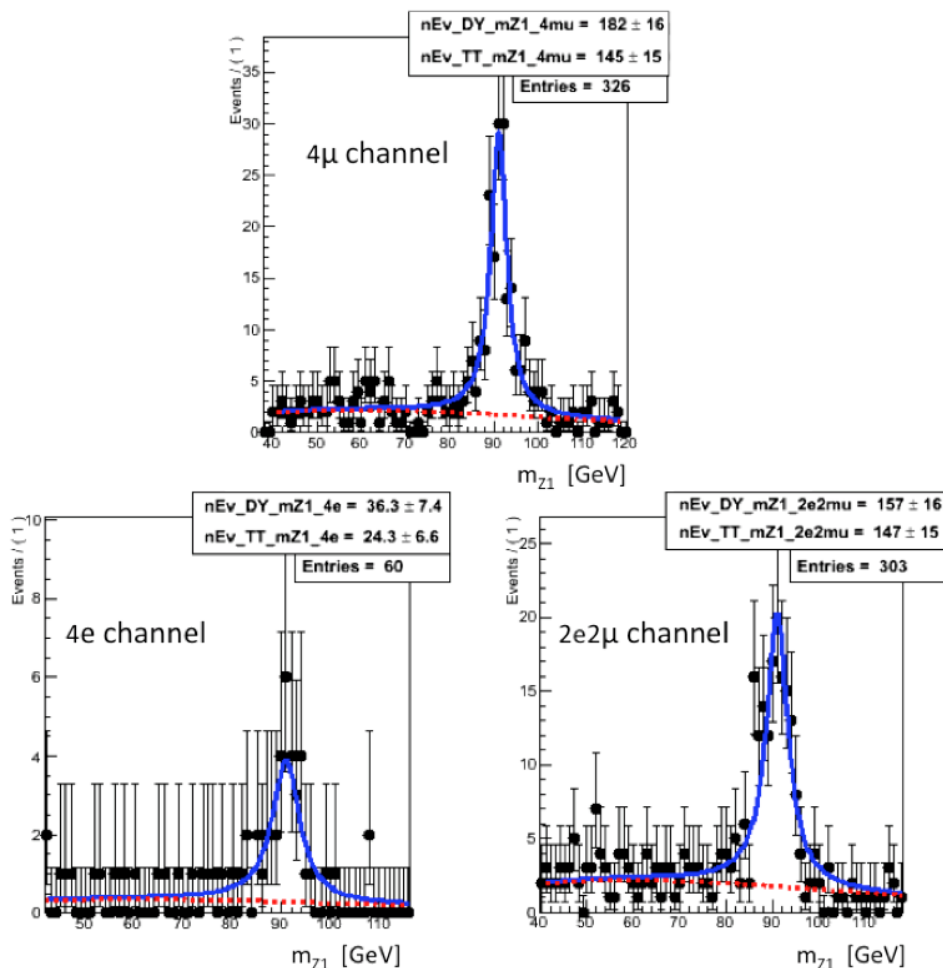 nEv_DY_mZ1_4mu = 182 ± 16
nEv_TT_mZ1_4mu = 145 ± 15
Entries = 326
Events / ( 1 )
35
30
25
20
15
10
5
0
4μ channel
40 50 60 70 80 90 100 110 120
m_Z1 [GeV]
nEv_DY_mZ1_4e = 36.3 ± 7.4
nEv_TT_mZ1_4e = 24.3 ± 6.6
Entries = 60
Events / ( 1 )
10
8
6
4
2
0
4e channel
50 60 70 80 90 100 110
m_Z1 [GeV]
nEv_DY_mZ1_2e2mu = 157 ± 16
nEv_TT_mZ1_2e2mu = 147 ± 15
Entries = 303
Events / ( 1 )
25
20
15
10
5
0
2e2μ channel
40 50 60 70 80 90 100 110
m_Z1 [GeV]